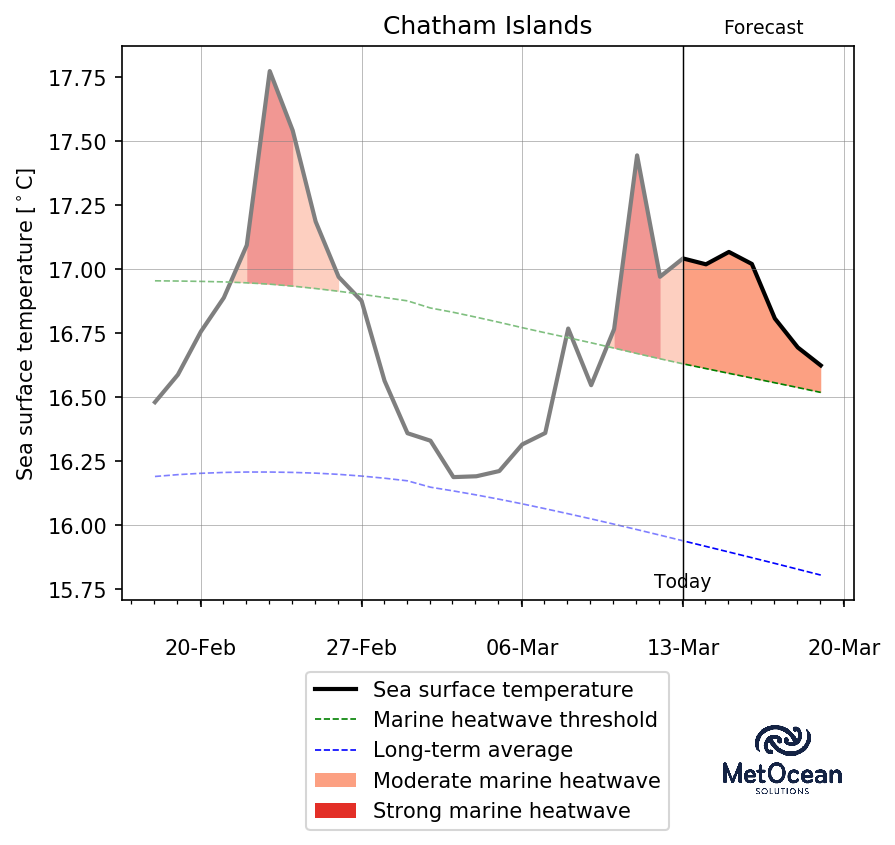 Chatham Islands
Forecast
17.75
17.50
17.25
17.00
16.75
16.50
16.25
16.00
15.75
Sea surface temperature [°C]
Today
20-Feb 27-Feb 06-Mar 13-Mar 20-Mar
Sea surface temperature
Marine heatwave threshold
Long-term average
Moderate marine heatwave
Strong marine heatwave
MetOcean
SOLUTIONS